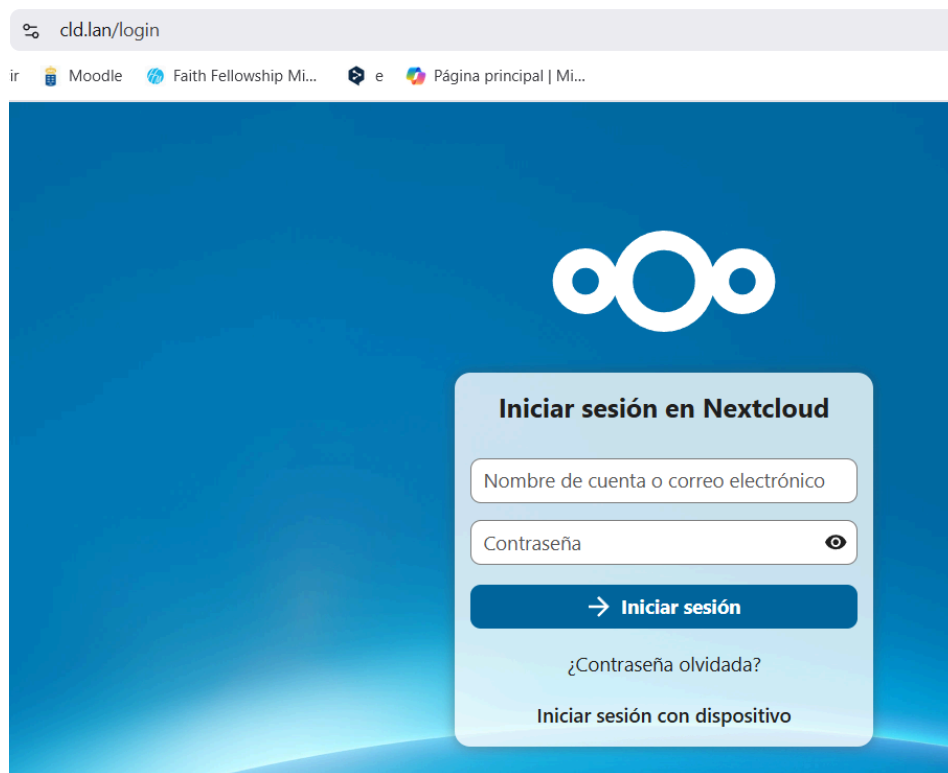 cld.lan/login
ir Moodle Faith Fellowship Mi... e Página principal | Mi...
Iniciar sesión en Nextcloud
Nombre de cuenta o correo electrónico
Contraseña
Iniciar sesión
¿Contraseña olvidada?
Iniciar sesión con dispositivo